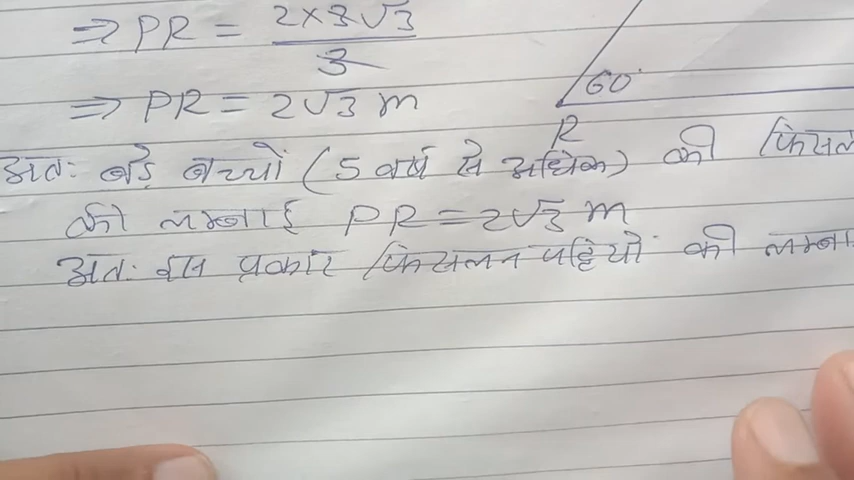 ⇒ PR = 2×3√3 / 3
60°
⇒ PR = 2√3 m
R
अतः बड़े बच्चों (5 वर्ष से अधिक) की फिसल
की लम्बाई PR = 2√3 m
अतः इस प्रकार फिसलन पट्टियों की लम्बा